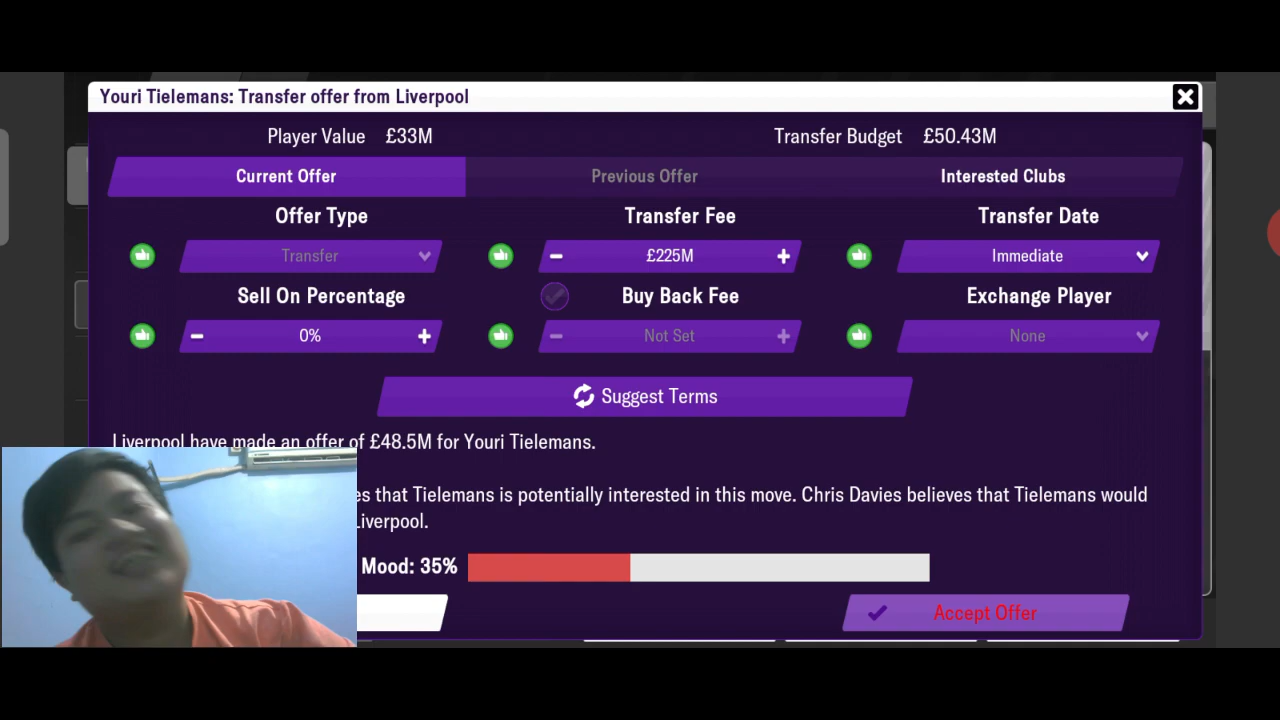 Youri Tielemans: Transfer offer from Liverpool
Player Value £33M Transfer Budget £50.43M
Current Offer Previous Offer Interested Clubs
Offer Type Transfer Fee Transfer Date
Transfer £225M Immediate
Sell On Percentage Buy Back Fee Exchange Player
0% Not Set None
Suggest Terms
Liverpool have made an offer of £48.5M for Youri Tielemans.
that Tielemans is potentially interested in this move. Chris Davies believes that Tielemans would
Liverpool.
Mood: 35%
Accept Offer